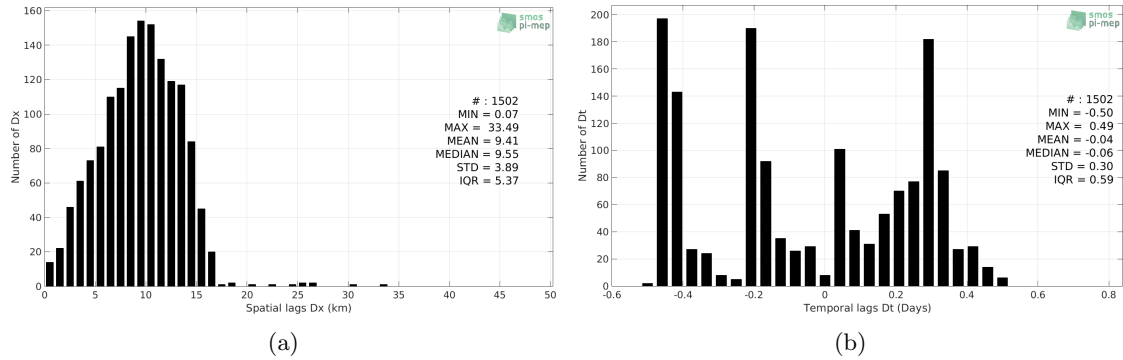 160
140
120
100
80
60
40
20
0
Number of Dx
0 5 10 15 20 25 30 35 40 45 50
Spatial lags Dx (km)
smos
pi-mep
# : 1502
MIN = 0.07
MAX = 33.49
MEAN = 9.41
MEDIAN = 9.55
STD = 3.89
IQR = 5.37
(a)
200
180
160
140
120
100
80
60
40
20
0
Number of Dt
-0.6 -0.4 -0.2 0 0.2 0.4 0.6 0.8
Temporal lags Dt (Days)
smos
pi-mep
# : 1502
MIN = -0.50
MAX = 0.49
MEAN = -0.04
MEDIAN = -0.06
STD = 0.30
IQR = 0.59
(b)